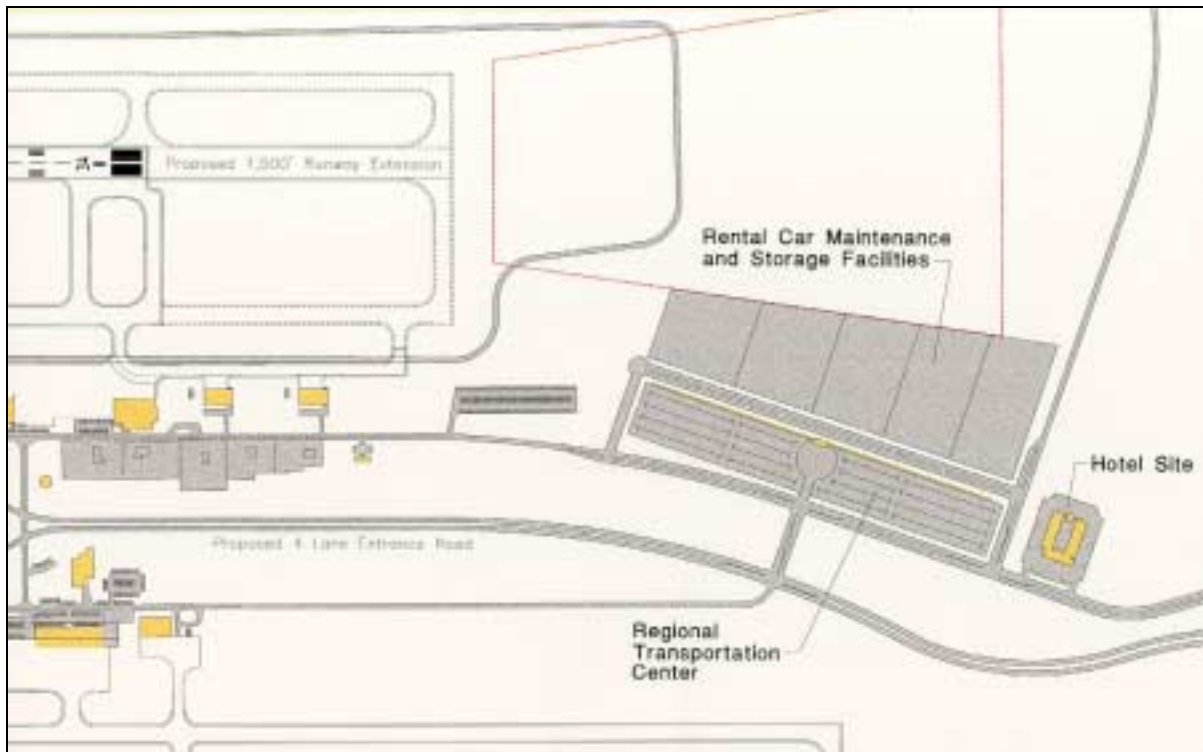 Proposed 1,500' Runway Extension
Rental Car Maintenance
and Storage Facilities
Hotel Site
Proposed 4 Lane Entrance Road
Regional
Transportation
Center